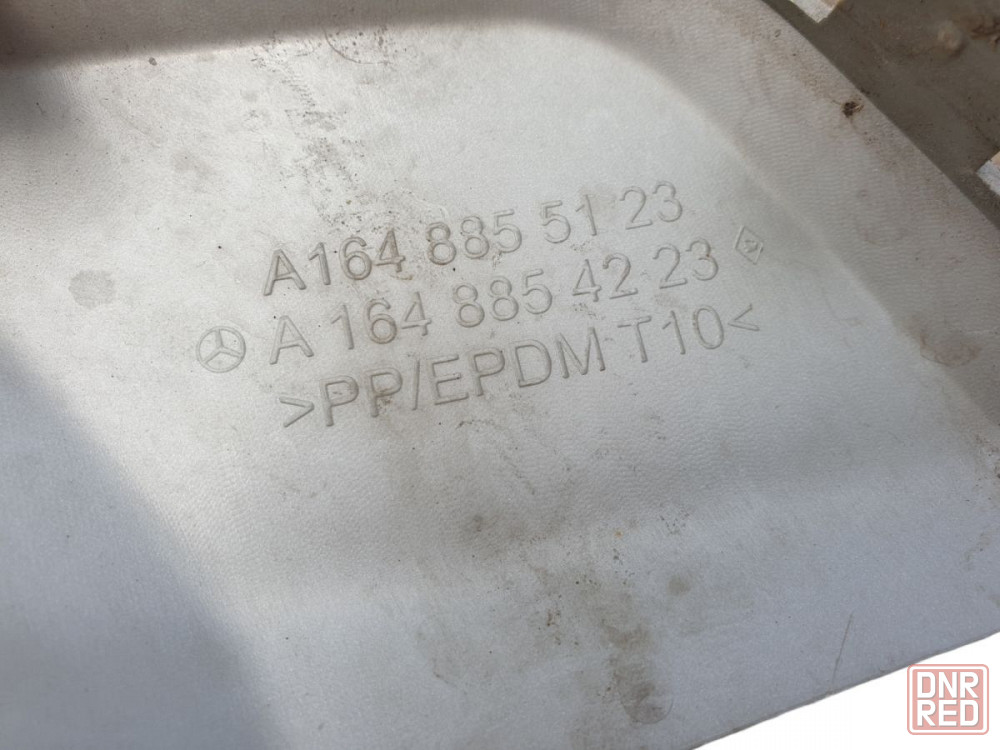 A164 885 51 23
A 164 885 42 23
>PP/EPDM T10<
DNR
RED